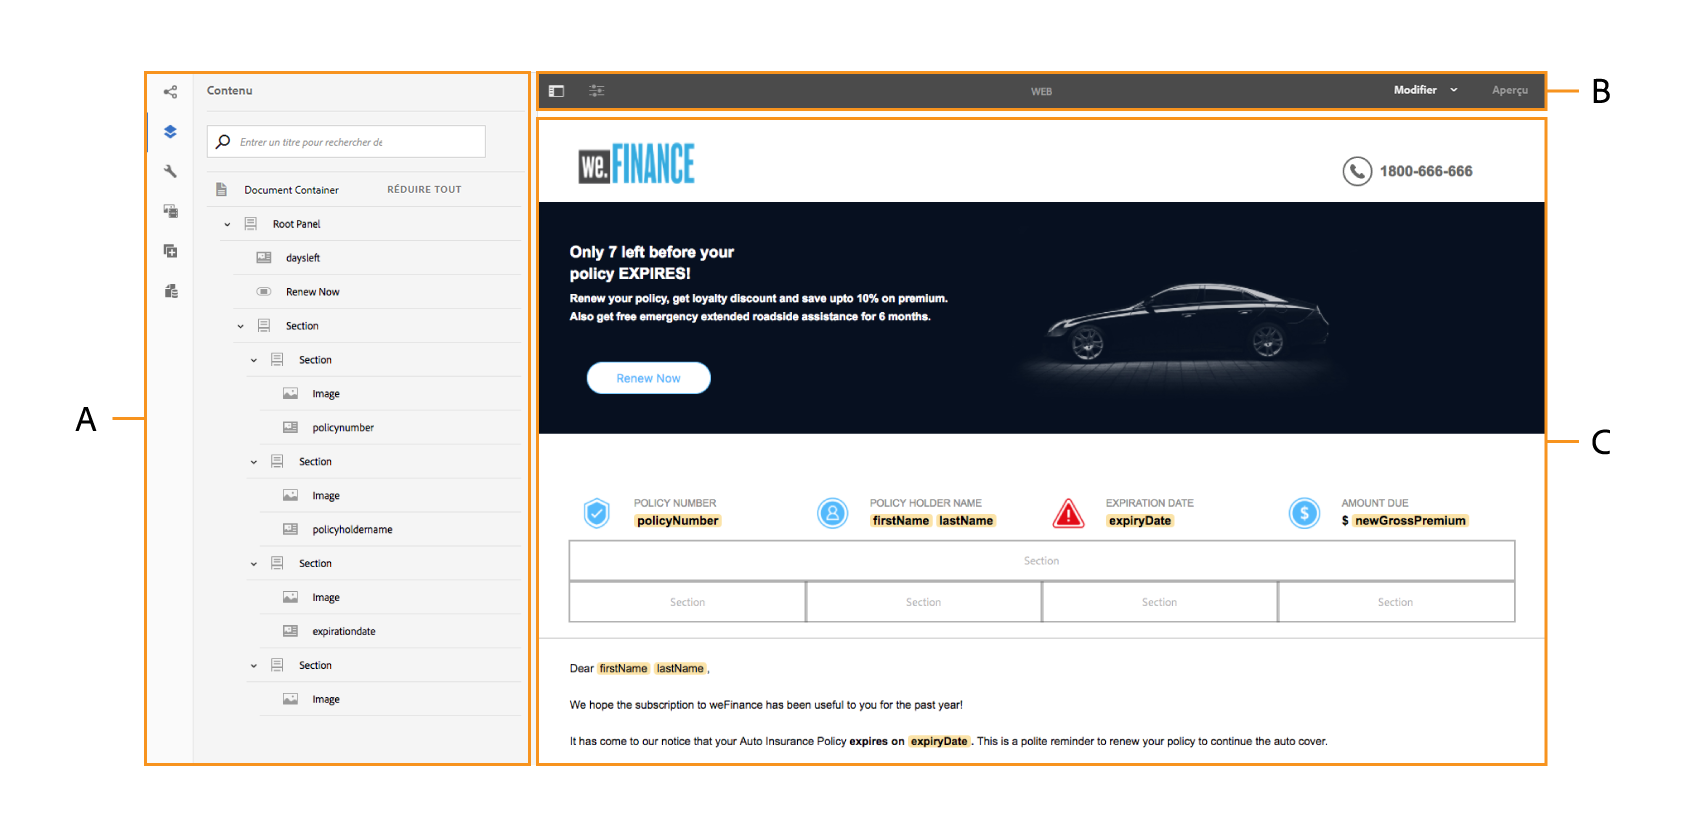 A
B
C
Contenu
Entrer un titre pour rechercher de
Document Container RÉDUIRE TOUT
Root Panel
daysleft
Renew Now
Section
Section
Image
policynumber
Section
Image
policyholdername
Section
Image
expirationdate
Section
Image
WEB Modifier Aperçu
we.FINANCE
1800-666-666
Only 7 left before your
policy EXPIRES!
Renew your policy, get loyalty discount and save upto 10% on premium.
Also get free emergency extended roadside assistance for 6 months.
Renew Now
POLICY NUMBER
policyNumber
POLICY HOLDER NAME
firstName lastName
EXPIRATION DATE
expiryDate
AMOUNT DUE
$ newGrossPremium
Section
Section Section Section Section
Dear firstName lastName,
We hope the subscription to weFinance has been useful to you for the past year!
It has come to our notice that your Auto Insurance Policy expires on expiryDate. This is a polite reminder to renew your policy to continue the auto cover.